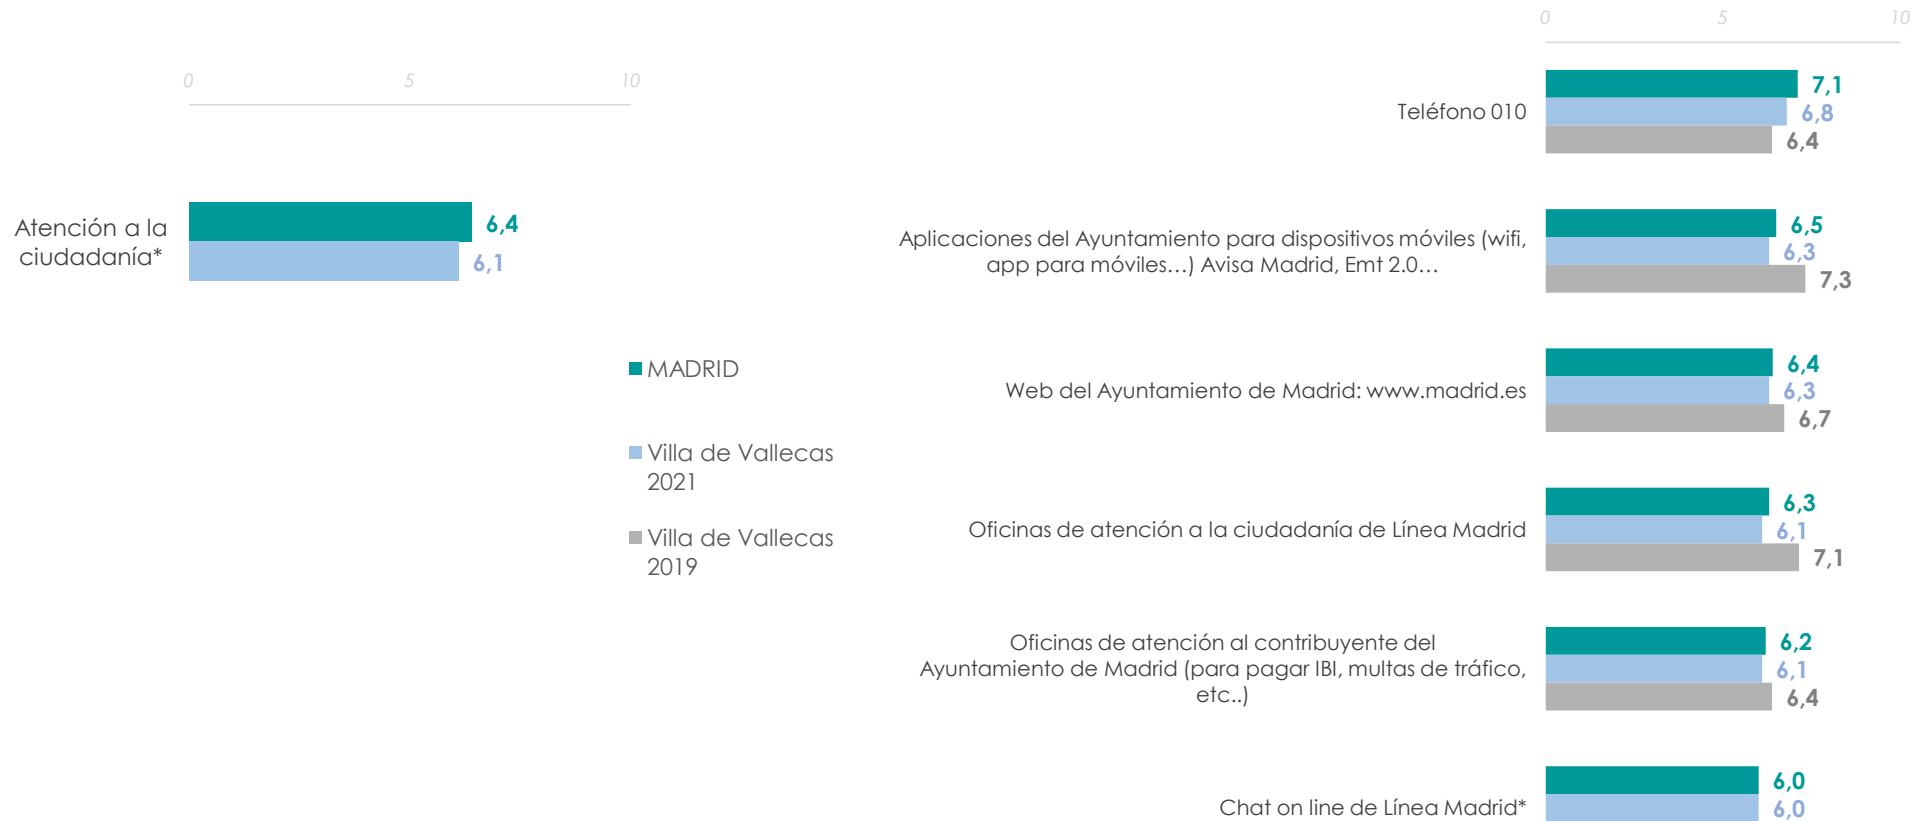 0 5 10
Atención a la
ciudadanía*
6,4
6,1
MADRID
Villa de Vallecas
2021
Villa de Vallecas
2019
0 5 10
Teléfono 010
7,1
6,8
6,4
Aplicaciones del Ayuntamiento para dispositivos móviles (wifi,
app para móviles...) Avisa Madrid, Emt 2.0...
6,5
6,3
7,3
Web del Ayuntamiento de Madrid: www.madrid.es
6,4
6,3
6,7
Oficinas de atención a la ciudadanía de Línea Madrid
6,3
6,1
7,1
Oficinas de atención al contribuyente del
Ayuntamiento de Madrid (para pagar IBI, multas de tráfico,
etc..)
6,2
6,1
6,4
Chat on line de Línea Madrid*
6,0
6,0